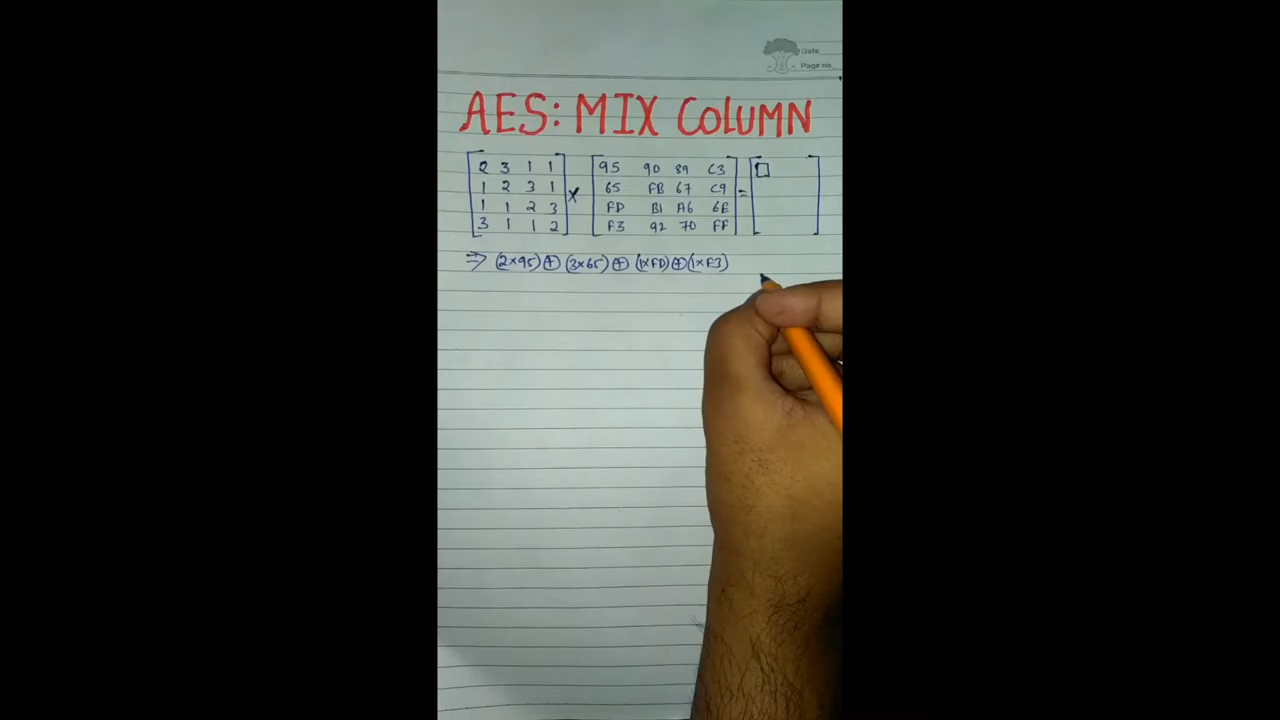 Date
Page no.
AES: MIX COLUMN
2 3 1 1 95 90 89 C3
1 2 3 1 × 65 FB 67 C9 =
1 1 2 3 FD B1 A6 6E
3 1 1 2 F3 92 70 FF
⇒ (2×95) ⊕ (3×65) ⊕ (1×FD) ⊕ (1×F3)